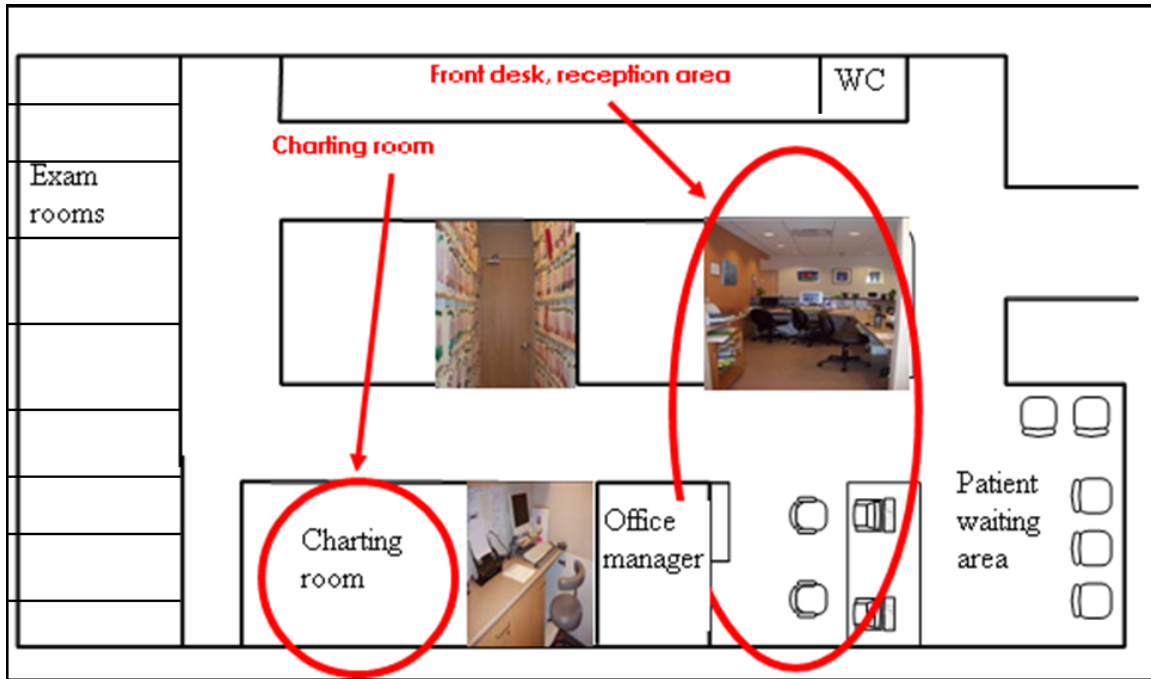 Front desk, reception area
WC
Charting room
Exam
rooms
Charting
room
Office
manager
Patient
waiting
area